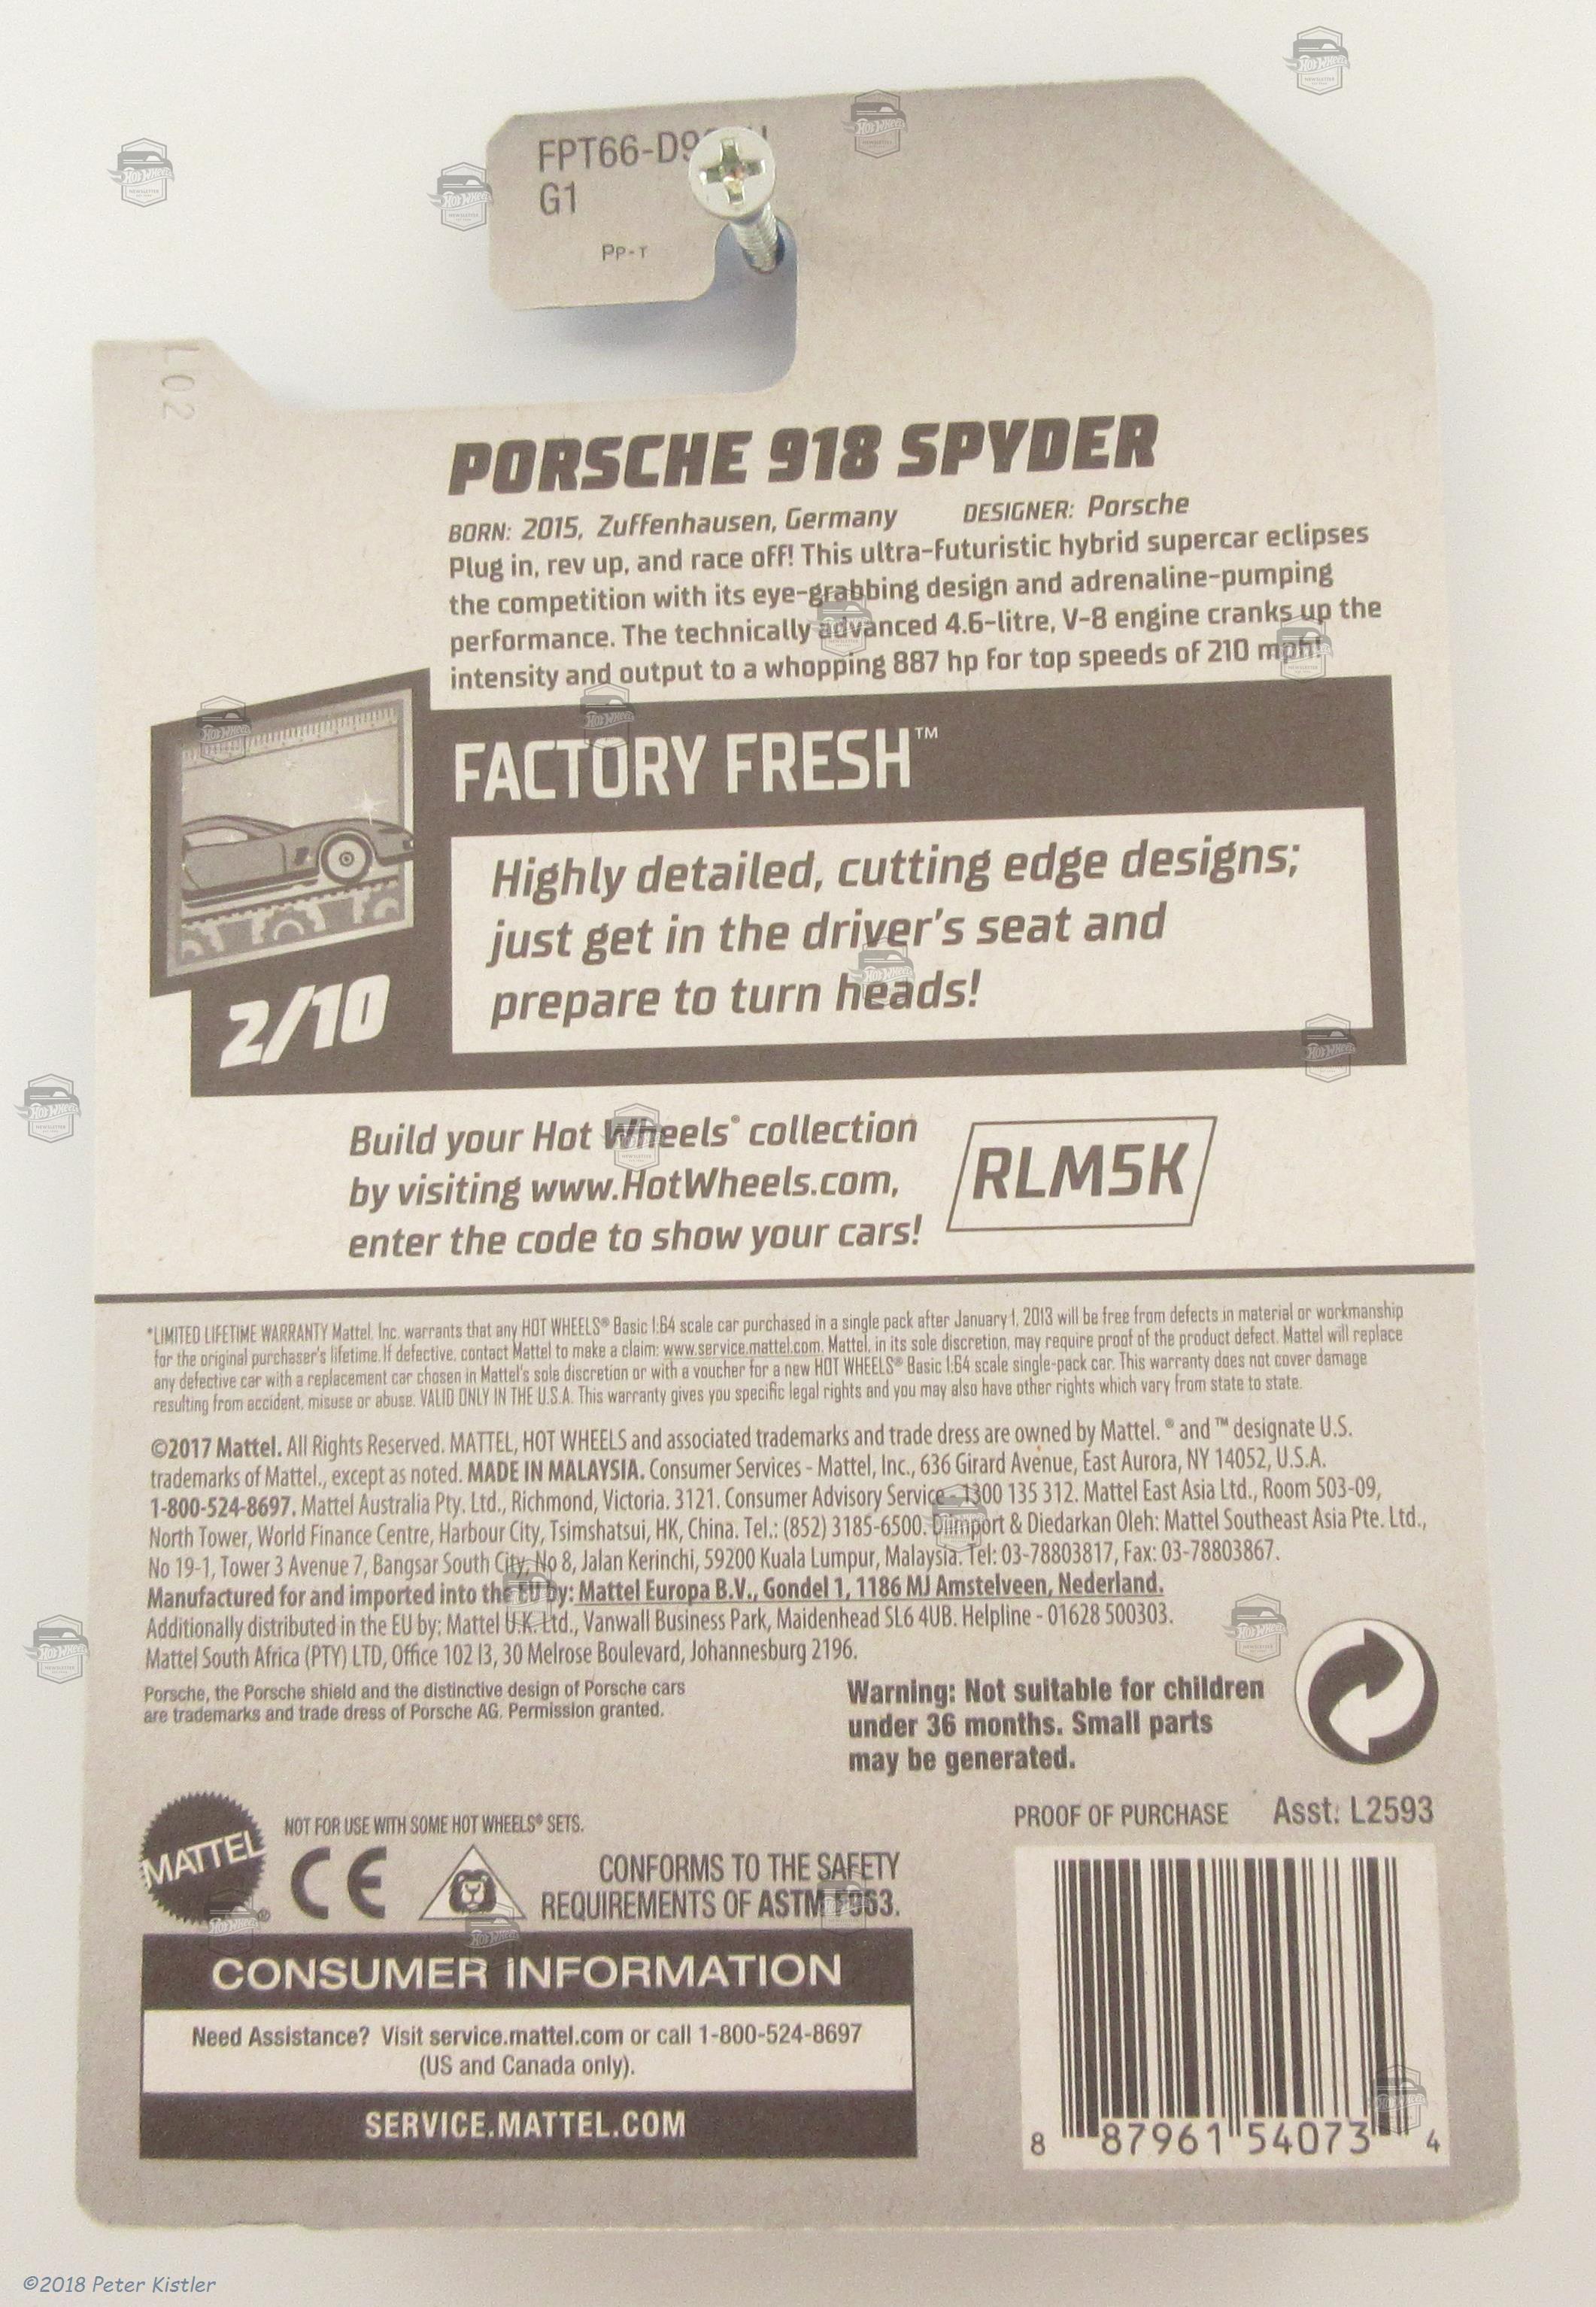 FPT66-D9
G1
PP-T
L02
PORSCHE 918 SPYDER
BORN: 2015, Zuffenhausen, Germany DESIGNER: Porsche
Plug in, rev up, and race off! This ultra-futuristic hybrid supercar eclipses
the competition with its eye-grabbing design and adrenaline-pumping
performance. The technically advanced 4.6-litre, V-8 engine cranks up the
intensity and output to a whopping 887 hp for top speeds of 210 mph!
FACTORY FRESH™
Highly detailed, cutting edge designs;
just get in the driver's seat and
prepare to turn heads!
2/10
Build your Hot Wheels® collection
by visiting www.HotWheels.com,
enter the code to show your cars!
RLM5K
*LIMITED LIFETIME WARRANTY Mattel, Inc. warrants that any HOT WHEELS® Basic 1:64 scale car purchased in a single pack after January 1, 2013 will be free from defects in material or workmanship
for the original purchaser's lifetime. If defective, contact Mattel to make a claim: www.service.mattel.com. Mattel, in its sole discretion, may require proof of the product defect. Mattel will replace
any defective car with a replacement car chosen in Mattel's sole discretion or with a voucher for a new HOT WHEELS® Basic 1:64 scale single-pack car. This warranty does not cover damage
resulting from accident, misuse or abuse. VALID ONLY IN THE U.S.A. This warranty gives you specific legal rights and you may also have other rights which vary from state to state.
©2017 Mattel. All Rights Reserved. MATTEL, HOT WHEELS and associated trademarks and trade dress are owned by Mattel. ® and ™ designate U.S.
trademarks of Mattel., except as noted. MADE IN MALAYSIA. Consumer Services - Mattel, Inc., 636 Girard Avenue, East Aurora, NY 14052, U.S.A.
1-800-524-8697. Mattel Australia Pty. Ltd., Richmond, Victoria. 3121. Consumer Advisory Service - 1300 135 312. Mattel East Asia Ltd., Room 503-09,
North Tower, World Finance Centre, Harbour City, Tsimshatsui, HK, China. Tel.: (852) 3185-6500. Diimport & Diedarkan Oleh: Mattel Southeast Asia Pte. Ltd.,
No 19-1, Tower 3 Avenue 7, Bangsar South City, No 8, Jalan Kerinchi, 59200 Kuala Lumpur, Malaysia. Tel: 03-78803817, Fax: 03-78803867.
Manufactured for and imported into the EU by: Mattel Europa B.V., Gondel 1, 1186 MJ Amstelveen, Nederland.
Additionally distributed in the EU by: Mattel U.K. Ltd., Vanwall Business Park, Maidenhead SL6 4UB. Helpline - 01628 500303.
Mattel South Africa (PTY) LTD, Office 102 I3, 30 Melrose Boulevard, Johannesburg 2196.
Porsche, the Porsche shield and the distinctive design of Porsche cars
are trademarks and trade dress of Porsche AG. Permission granted.
Warning: Not suitable for children
under 36 months. Small parts
may be generated.
MATTEL
®
NOT FOR USE WITH SOME HOT WHEELS® SETS.
CE
CONFORMS TO THE SAFETY
REQUIREMENTS OF ASTM F963.
PROOF OF PURCHASE Asst: L2593
CONSUMER INFORMATION
Need Assistance? Visit service.mattel.com or call 1-800-524-8697
(US and Canada only).
SERVICE.MATTEL.COM
8 87961 54073 4
©2018 Peter Kistler